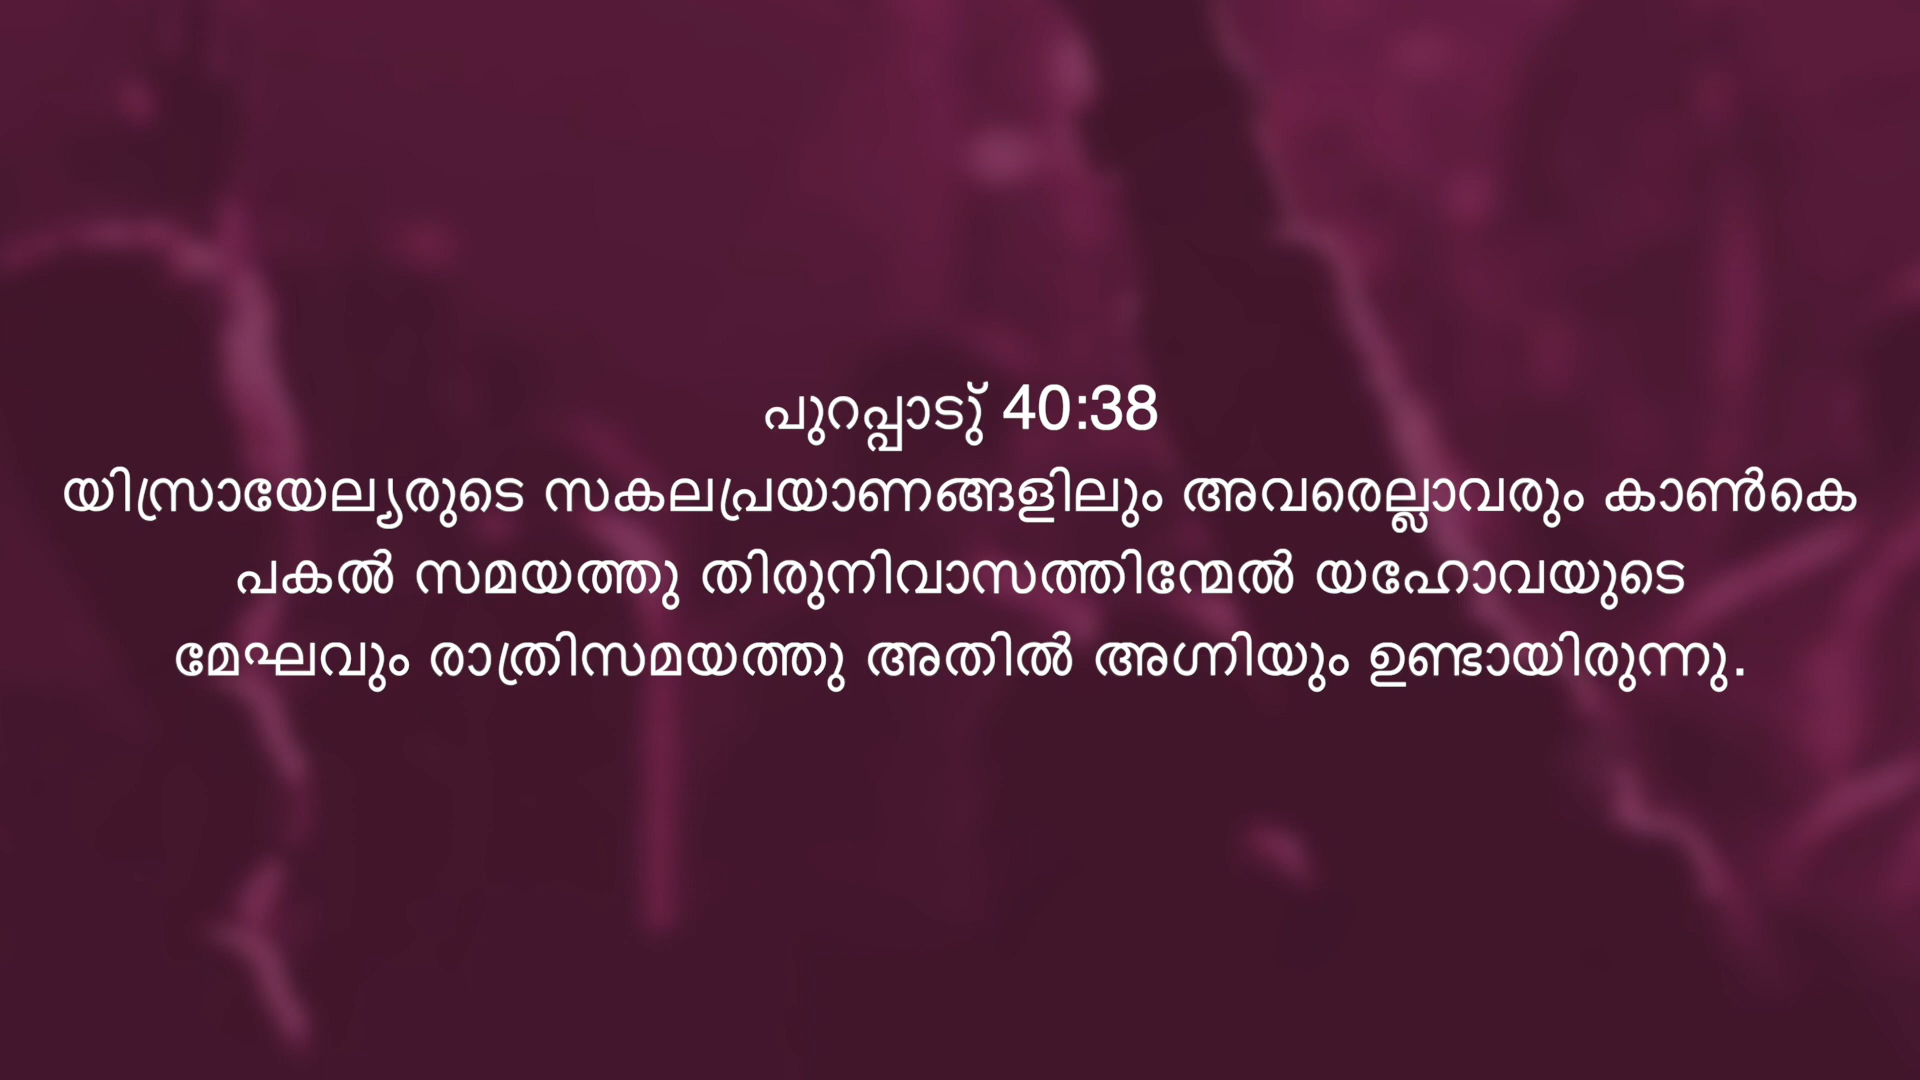 പുറപ്പാടു് 40:38
യിസ്രായേല്യരുടെ സകലപ്രയാണങ്ങളിലും അവരെല്ലാവരും കാൺകെ
പകൽ സമയത്തു തിരുനിവാസത്തിന്മേൽ യഹോവയുടെ
മേഘവും രാത്രിസമയത്തു അതിൽ അഗ്നിയും ഉണ്ടായിരുന്നു.